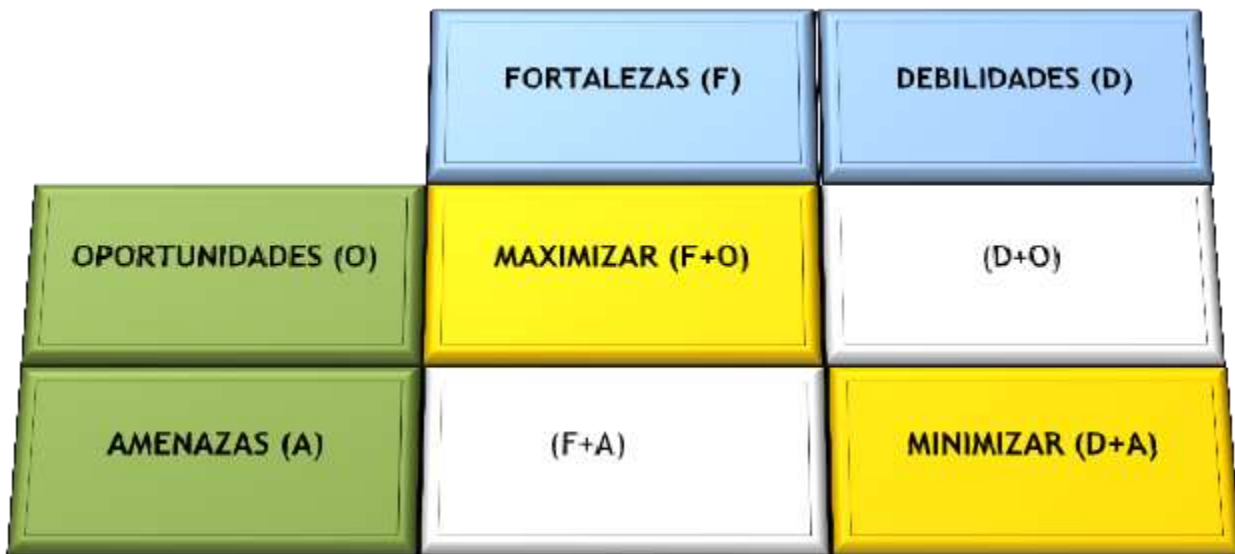 FORTALEZAS (F)
DEBILIDADES (D)
OPORTUNIDADES (O)
MAXIMIZAR (F+O)
(D+O)
AMENAZAS (A)
(F+A)
MINIMIZAR (D+A)